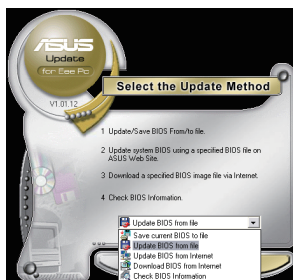 ASUS
Update
for Eee Pc
V1.01.12
Select the Update Method
1 Update/Save BIOS From/to file.
2 Update system BIOS using a specified BIOS file on
ASUS Web Site.
3 Download a specified BIOS image file via Internet.
4 Check BIOS Information.
Update BIOS from file
Save current BIOS to file
Update BIOS from file
Update BIOS from Internet
Download BIOS from Internet
Check BIOS Information